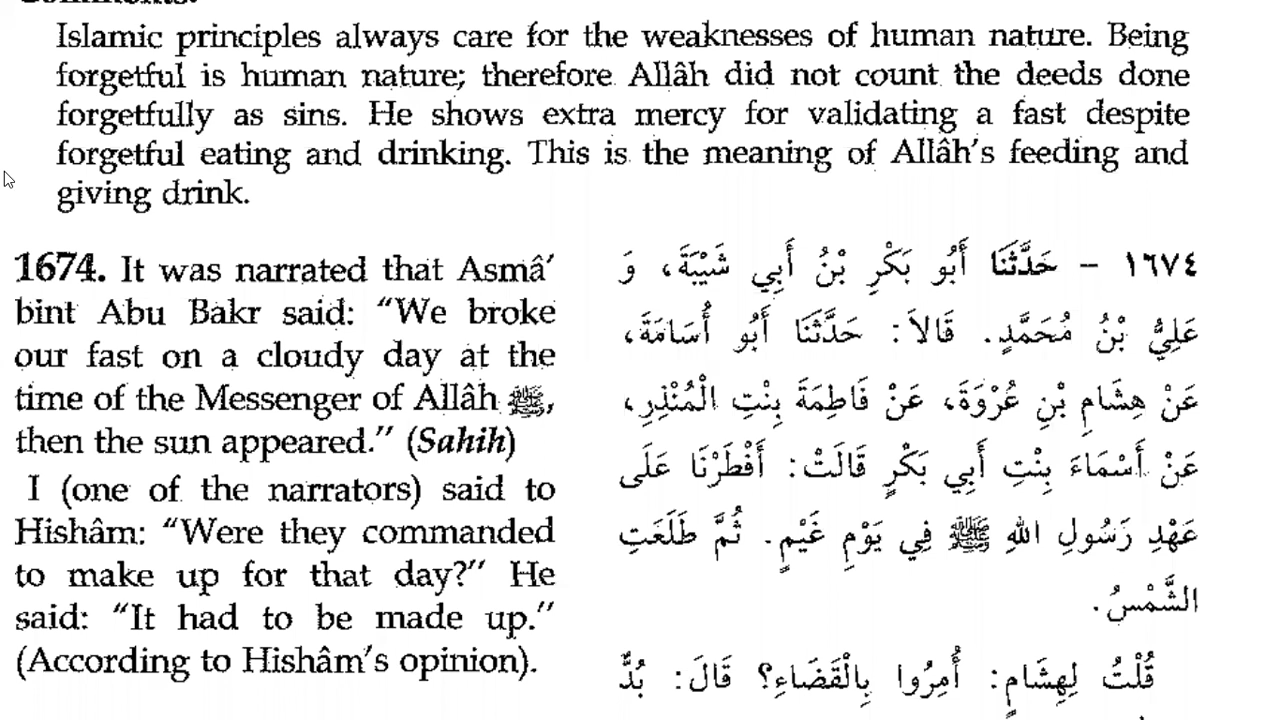 Comments:
Islamic principles always care for the weaknesses of human nature. Being
forgetful is human nature; therefore Allâh did not count the deeds done
forgetfully as sins. He shows extra mercy for validating a fast despite
forgetful eating and drinking. This is the meaning of Allâh's feeding and
giving drink.
1674. It was narrated that Asmâ'
bint Abu Bakr said: "We broke
our fast on a cloudy day at the
time of the Messenger of Allâh ﷺ,
then the sun appeared." (Sahih)
I (one of the narrators) said to
Hishâm: "Were they commanded
to make up for that day?" He
said: "It had to be made up."
(According to Hishâm's opinion).
١٦٧٤ – حَدَّثَنَا أَبُو بَكْرِ بْنُ أَبِي شَيْبَةَ، وَ
عَلِيُّ بْنُ مُحَمَّدٍ. قَالاَ: حَدَّثَنَا أَبُو أُسَامَةَ،
عَنْ هِشَامِ بْنِ عُرْوَةَ، عَنْ فَاطِمَةَ بِنْتِ الْمُنْذِرِ،
عَنْ أَسْمَاءَ بِنْتِ أَبِي بَكْرٍ قَالَتْ: أَفْطَرْنَا عَلَى
عَهْدِ رَسُولِ اللهِ ﷺ فِي يَوْمِ غَيْمٍ. ثُمَّ طَلَعَتِ
الشَّمْسُ.
قُلْتُ لِهِشَامٍ: أُمِرُوا بِالْقَضَاءِ؟ قَالَ: بُدٌّ